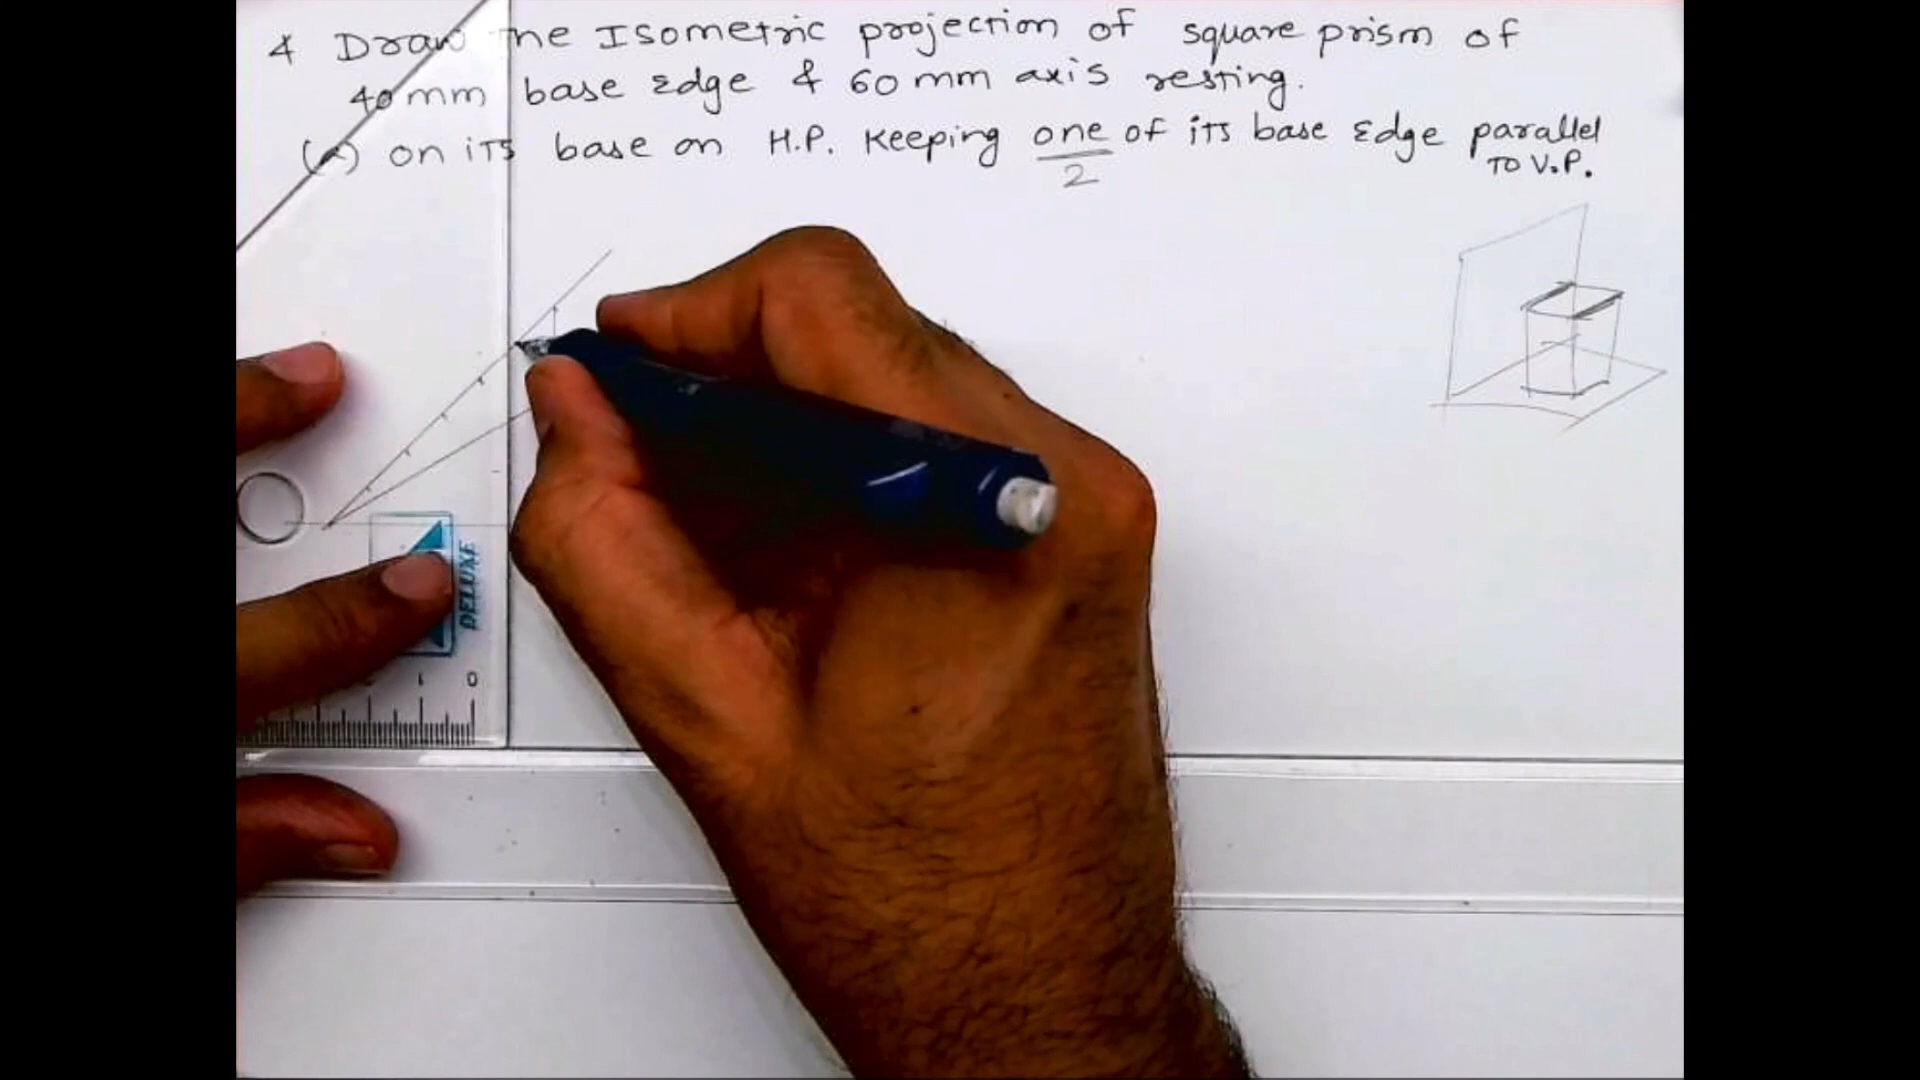 4 Draw the Isometric projection of square prism of
40 mm base edge & 60 mm axis resting.
(a) on iTs base on H.P. Keeping one of iTs base Edge parallel
TO V.P.
2
DELUXE
1 0